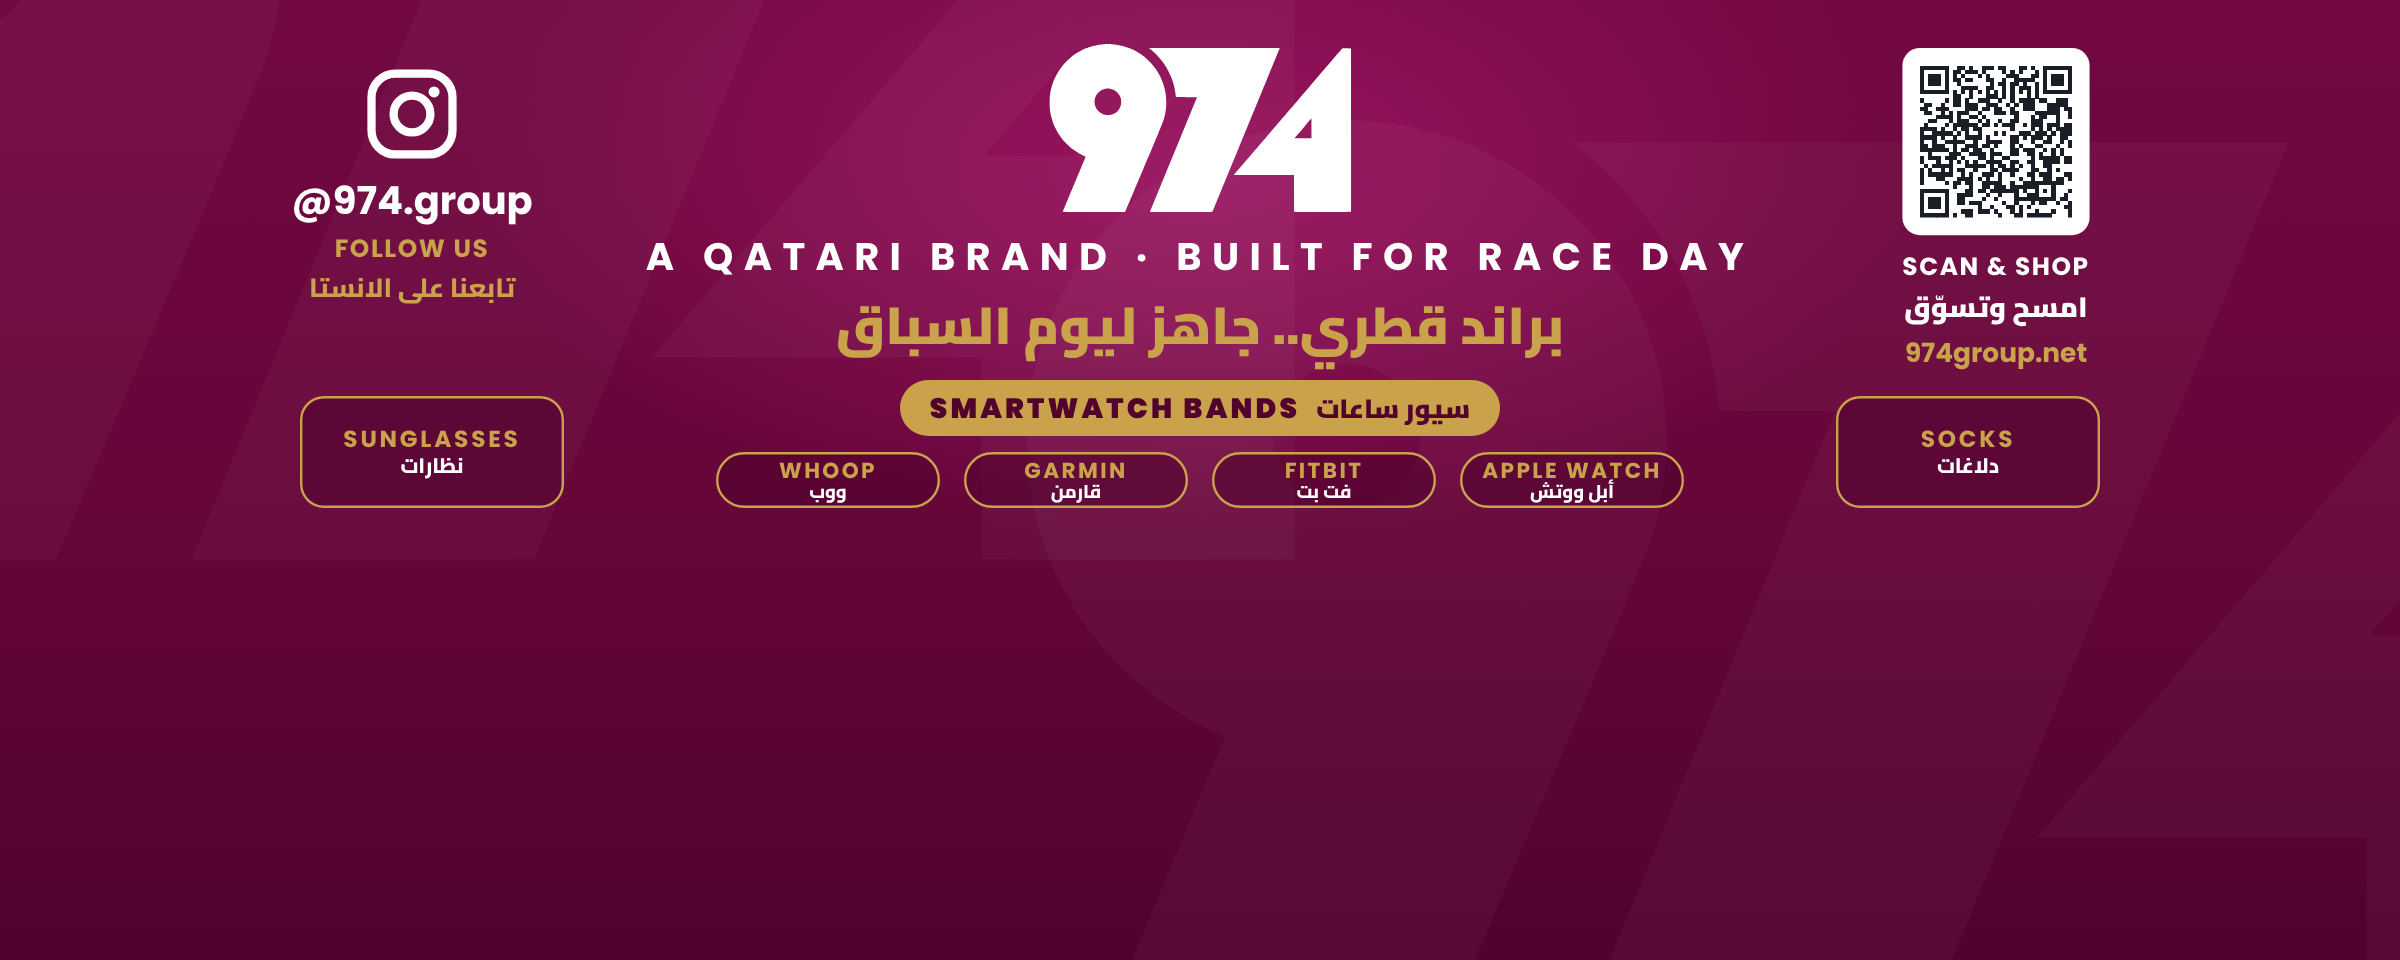 @974.group
FOLLOW US
تابعنا على الانستا
974
A QATARI BRAND · BUILT FOR RACE DAY
براند قطري.. جاهز ليوم السباق
SCAN & SHOP
امسح وتسوّق
974group.net
SUNGLASSES
نظارات
SMARTWATCH BANDS سيور ساعات
WHOOP
ووب
GARMIN
قارمن
FITBIT
فت بت
APPLE WATCH
أبل ووتش
SOCKS
دلاغات